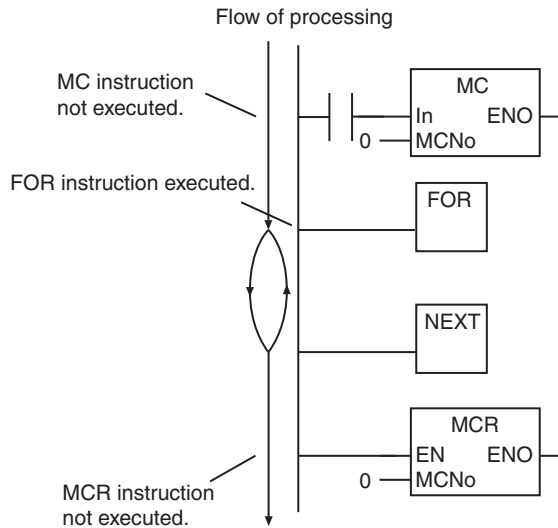 Flow of processing
MC instruction
not executed.
MC
In ENO
0 MCNo
FOR instruction executed.
FOR
NEXT
MCR
EN ENO
0 MCNo
MCR instruction
not executed.